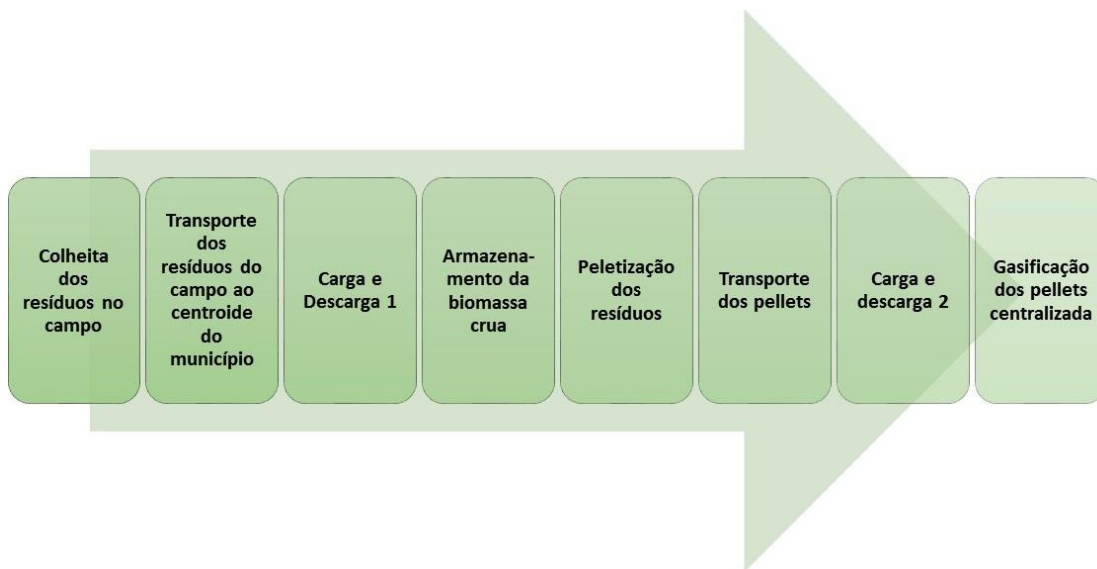 Colheita
dos
resíduos no
campo
Transporte
dos
resíduos do
campo ao
centroide
do
município
Carga e
Descarga 1
Armazena-
mento da
biomassa
crua
Peletização
dos
resíduos
Transporte
dos pellets
Carga e
descarga 2
Gasificação
dos pellets
centralizada